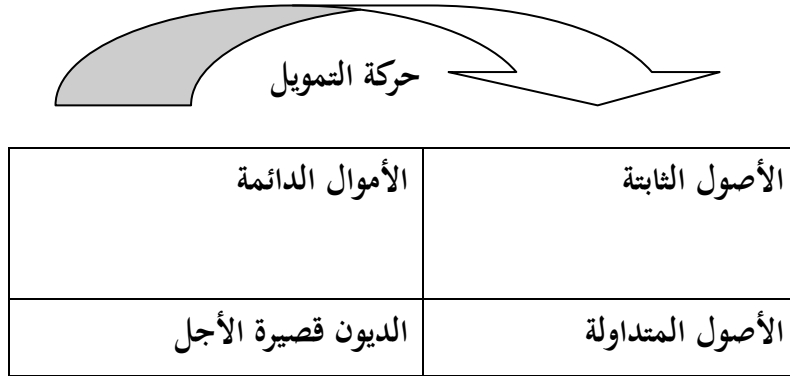 حركة التمويل
الأصول الثابتة
الأموال الدائمة
الأصول المتداولة
الديون قصيرة الأجل